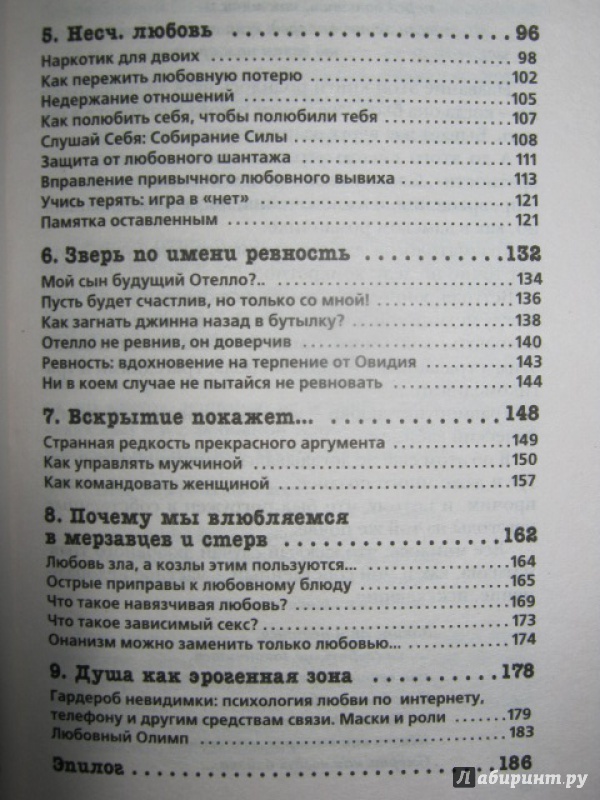 5. Несч. любовь ............... 96
Наркотик для двоих ............... 98
Как пережить любовную потерю ............... 102
Недержание отношений ............... 105
Как полюбить себя, чтобы полюбили тебя ............... 107
Слушай Себя: Собирание Силы ............... 108
Защита от любовного шантажа ............... 111
Вправление привычного любовного вывиха ............... 113
Учись терять: игра в «нет» ............... 121
Памятка оставленным ............... 121
6. Зверь по имени ревность ............... 132
Мой сын будущий Отелло?.. ............... 134
Пусть будет счастлив, но только со мной! ............... 136
Как загнать джинна назад в бутылку? ............... 138
Отелло не ревнив, он доверчив ............... 140
Ревность: вдохновение на терпение от Овидия ............... 143
Ни в коем случае не пытайся не ревновать ............... 144
7. Вскрытие покажет... ............... 148
Странная редкость прекрасного аргумента ............... 149
Как управлять мужчиной ............... 150
Как командовать женщиной ............... 157
8. Почему мы влюбляемся
в мерзавцев и стерв ............... 162
Любовь зла, а козлы этим пользуются... ............... 164
Острые приправы к любовному блюду ............... 165
Что такое навязчивая любовь? ............... 169
Что такое зависимый секс? ............... 173
Онанизм можно заменить только любовью... ............... 174
9. Душа как эрогенная зона ............... 178
Гардероб невидимки: психология любви по интернету,
телефону и другим средствам связи. Маски и роли ............... 179
Любовный Олимп ............... 183
Эпилог ............... 186
Лабиринт.ру